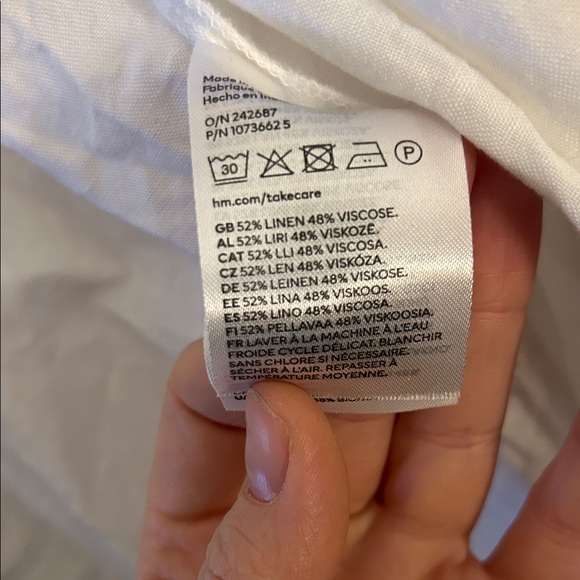 Made
Fabriqu
Hecho en
O/N 242687
P/N 10736625
30 P
hm.com/takecare
GB 52% LINEN 48% VISCOSE.
AL 52% LIRI 48% VISKOZË.
CAT 52% LLI 48% VISCOSA.
CZ 52% LEN 48% VISKÓZA.
DE 52% LEINEN 48% VISKOSE.
EE 52% LINA 48% VISKOOS.
ES 52% LINO 48% VISCOSA.
FI 52% PELLAVAA 48% VISKOOSIA.
FR LAVER À LA MACHINE À L'EAU
FROIDE CYCLE DÉLICAT. BLANCHIR
SANS CHLORE SI NÉCESSAIRE.
SÉCHER À L'AIR. REPASSER À
TEMPÉRATURE MOYENNE.